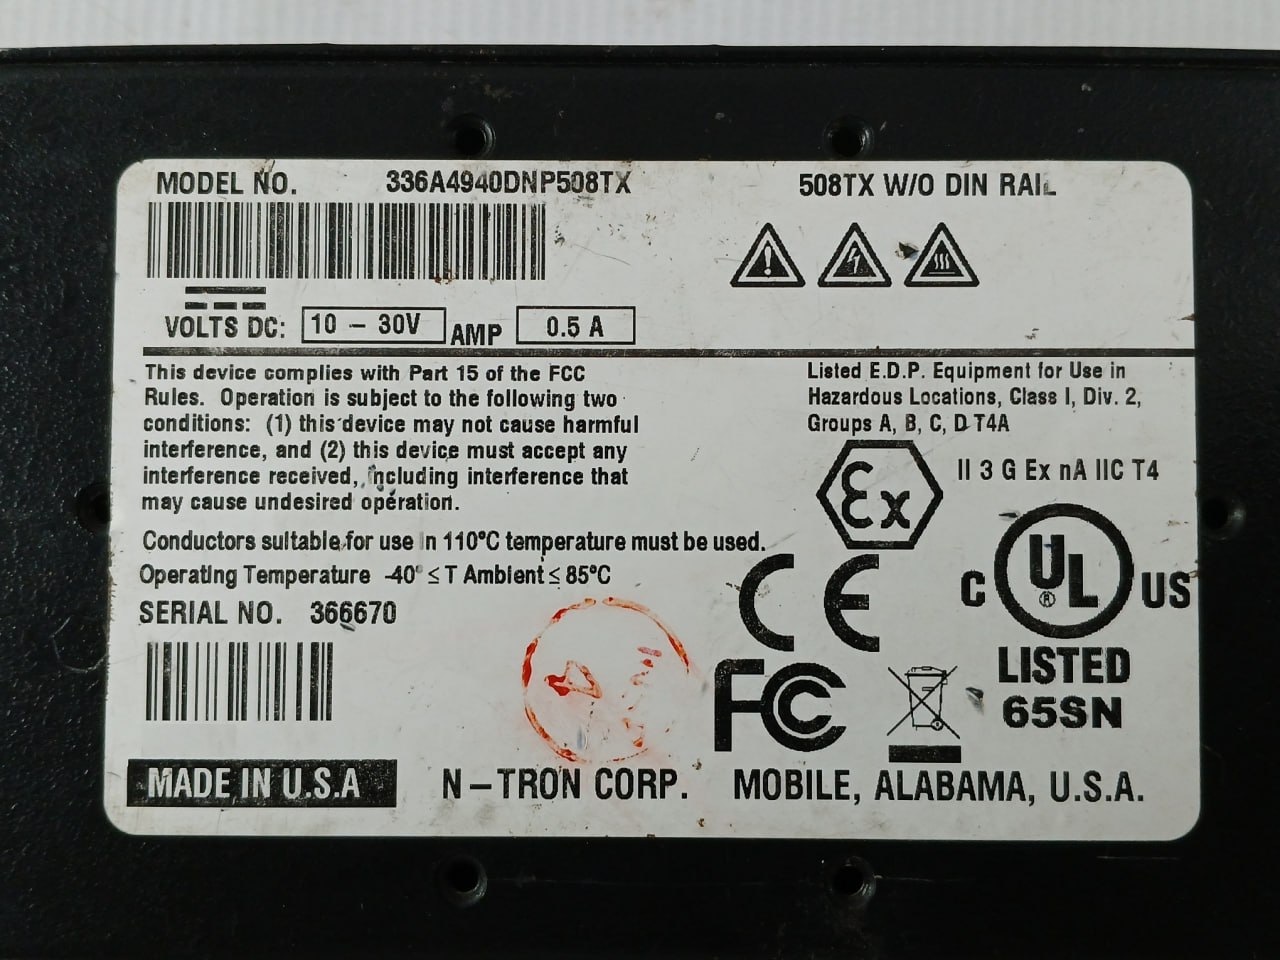 MODEL NO. 336A4940DNP508TX 508TX W/O DIN RAIL
VOLTS DC: 10 - 30V AMP 0.5 A
This device complies with Part 15 of the FCC
Rules. Operation is subject to the following two
conditions: (1) this device may not cause harmful
interference, and (2) this device must accept any
interference received, including interference that
may cause undesired operation.
Listed E.D.P. Equipment for Use in
Hazardous Locations, Class I, Div. 2,
Groups A, B, C, D T4A
Ex II 3 G Ex nA IIC T4
Conductors suitable for use in 110°C temperature must be used.
Operating Temperature -40° ≤ T Ambient ≤ 85°C
SERIAL NO. 366670
C UL ® US
LISTED
65SN
CE
FC
MADE IN U.S.A N-TRON CORP. MOBILE, ALABAMA, U.S.A.